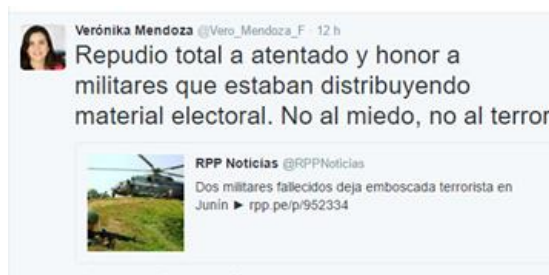 Verónika Mendoza @Vero_Mendoza_F · 12 h
Repudio total a atentado y honor a
militares que estaban distribuyendo
material electoral. No al miedo, no al terror
RPP Noticias @RPPNoticias
Dos militares fallecidos deja emboscada terrorista en
Junín ► rpp.pe/p/952334